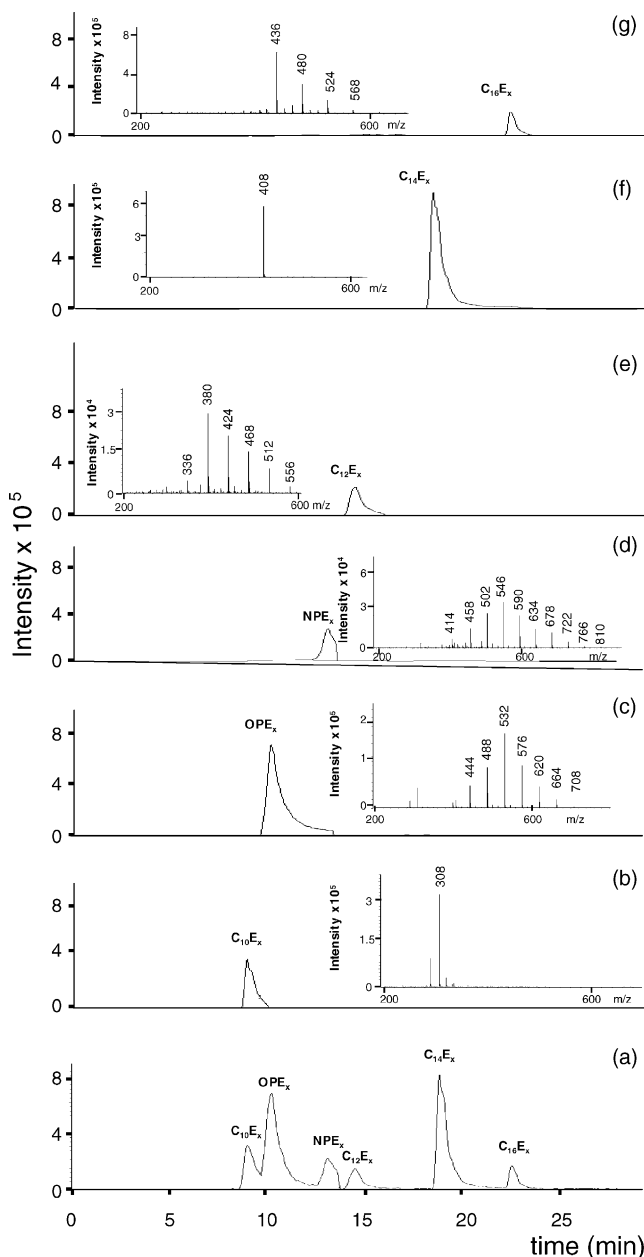 (g)
Intensity x10⁵
8
4
0
436
480
524
568
200 600 m/z
C₁₆Eₓ
8
4
0
(f)
Intensity x10⁵
6
3
0
408
200 600 m/z
C₁₄Eₓ
8
4
0
(e)
Intensity x10⁴
3
1.5
0
336
380
424
468
512
556
200 600 m/z
C₁₂Eₓ
8
4
0
Intensity x 10⁵
(d)
Intensity x 10⁴
6
3
0
414
458
502
546
590
634
678
722
766
810
200 600 m/z
NPEₓ
8
4
0
(c)
Intensity x10⁵
2
1
0
444
488
532
576
620
664
708
200 600 m/z
OPEₓ
8
4
0
(b)
Intensity x10⁵
3
1.5
0
308
200 600 m/z
C₁₀Eₓ
8
4
0
(a)
C₁₀Eₓ
OPEₓ
NPEₓ
C₁₂Eₓ
C₁₄Eₓ
C₁₆Eₓ
8
4
0
0 5 10 15 20 25
time (min)